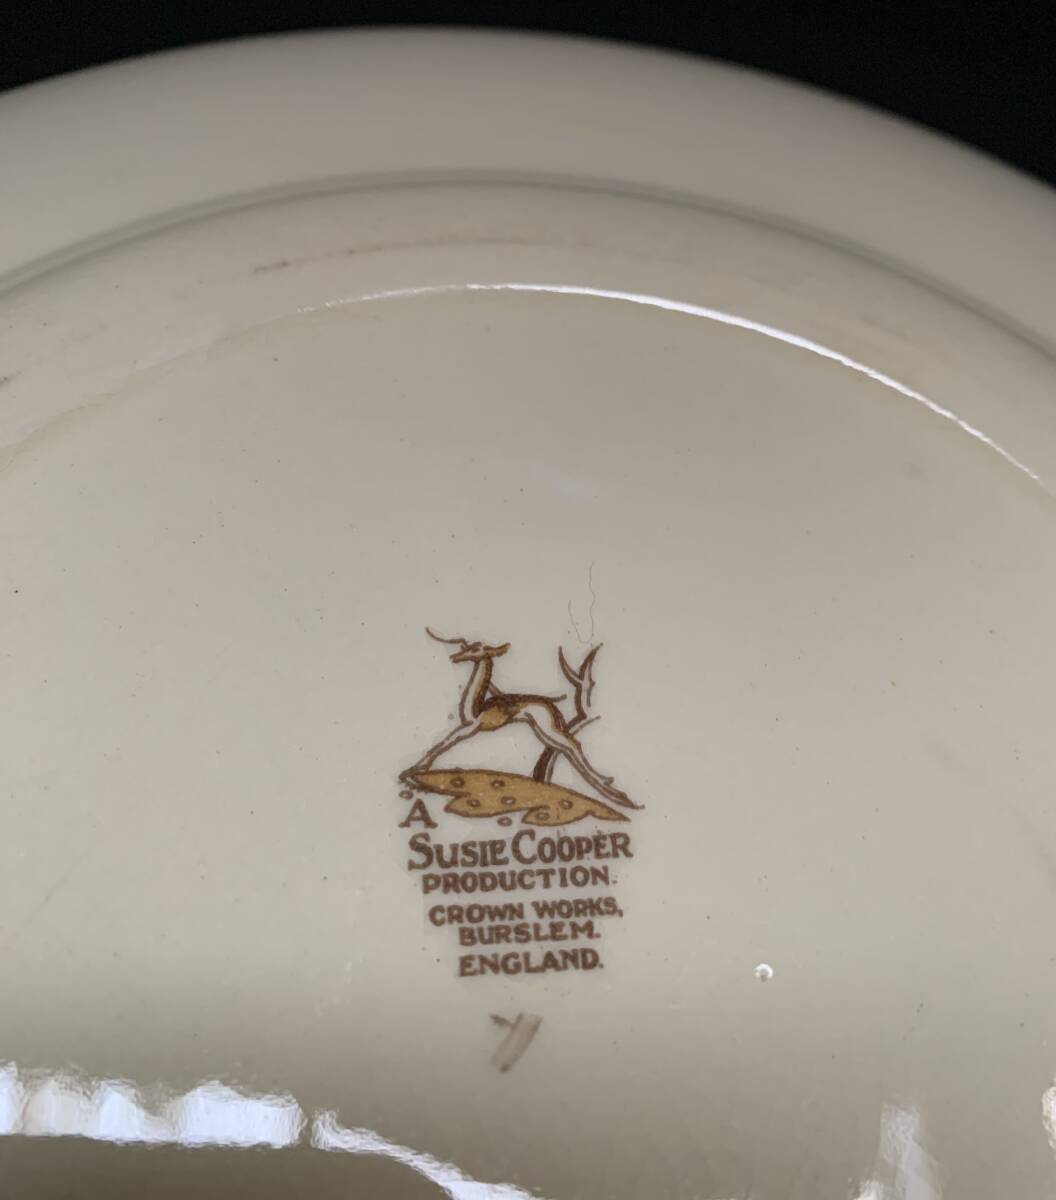 A
SUSIE COOPER
PRODUCTION.
CROWN WORKS,
BURSLEM.
ENGLAND.